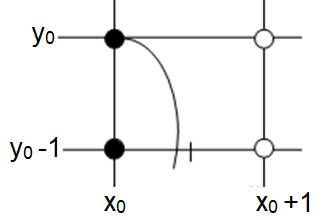 y₀
y₀ -1
x₀
x₀ +1